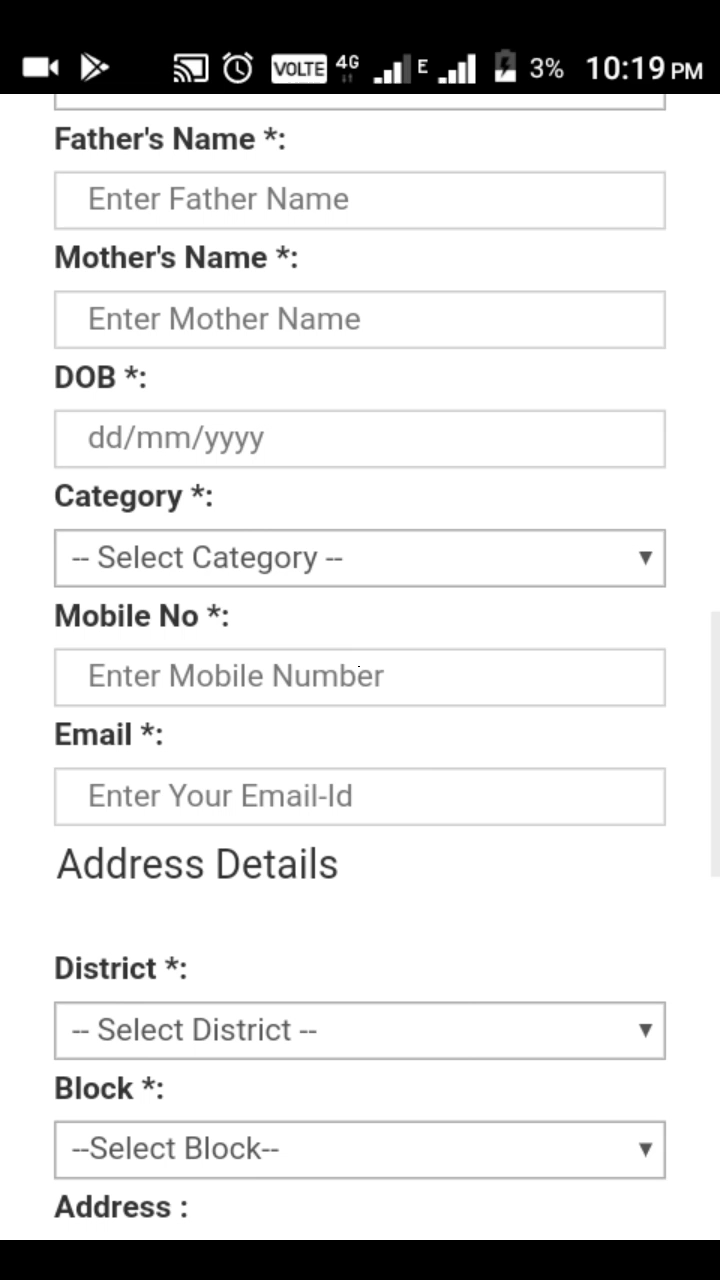 VOLTE 4G E 3% 10:19 PM
Father's Name *:
Enter Father Name
Mother's Name *:
Enter Mother Name
DOB *:
dd/mm/yyyy
Category *:
-- Select Category --
Mobile No *:
Enter Mobile Number
Email *:
Enter Your Email-Id
Address Details
District *:
-- Select District --
Block *:
--Select Block--
Address :